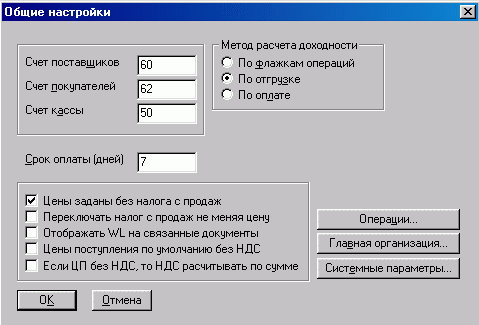 Общие настройки
Счет поставщиков 60
Счет покупателей 62
Счет кассы 50
Метод расчета доходности
По флажкам операций
По отгрузке
По оплате
Срок оплаты (дней) 7
Цены заданы без налога с продаж
Переключать налог с продаж не меняя цену
Отображать WL на связанные документы
Цены поступления по умолчанию без НДС
Если ЦП без НДС, то НДС расчитывать по сумме
Операции...
Главная организация...
Системные параметры...
OK
Отмена